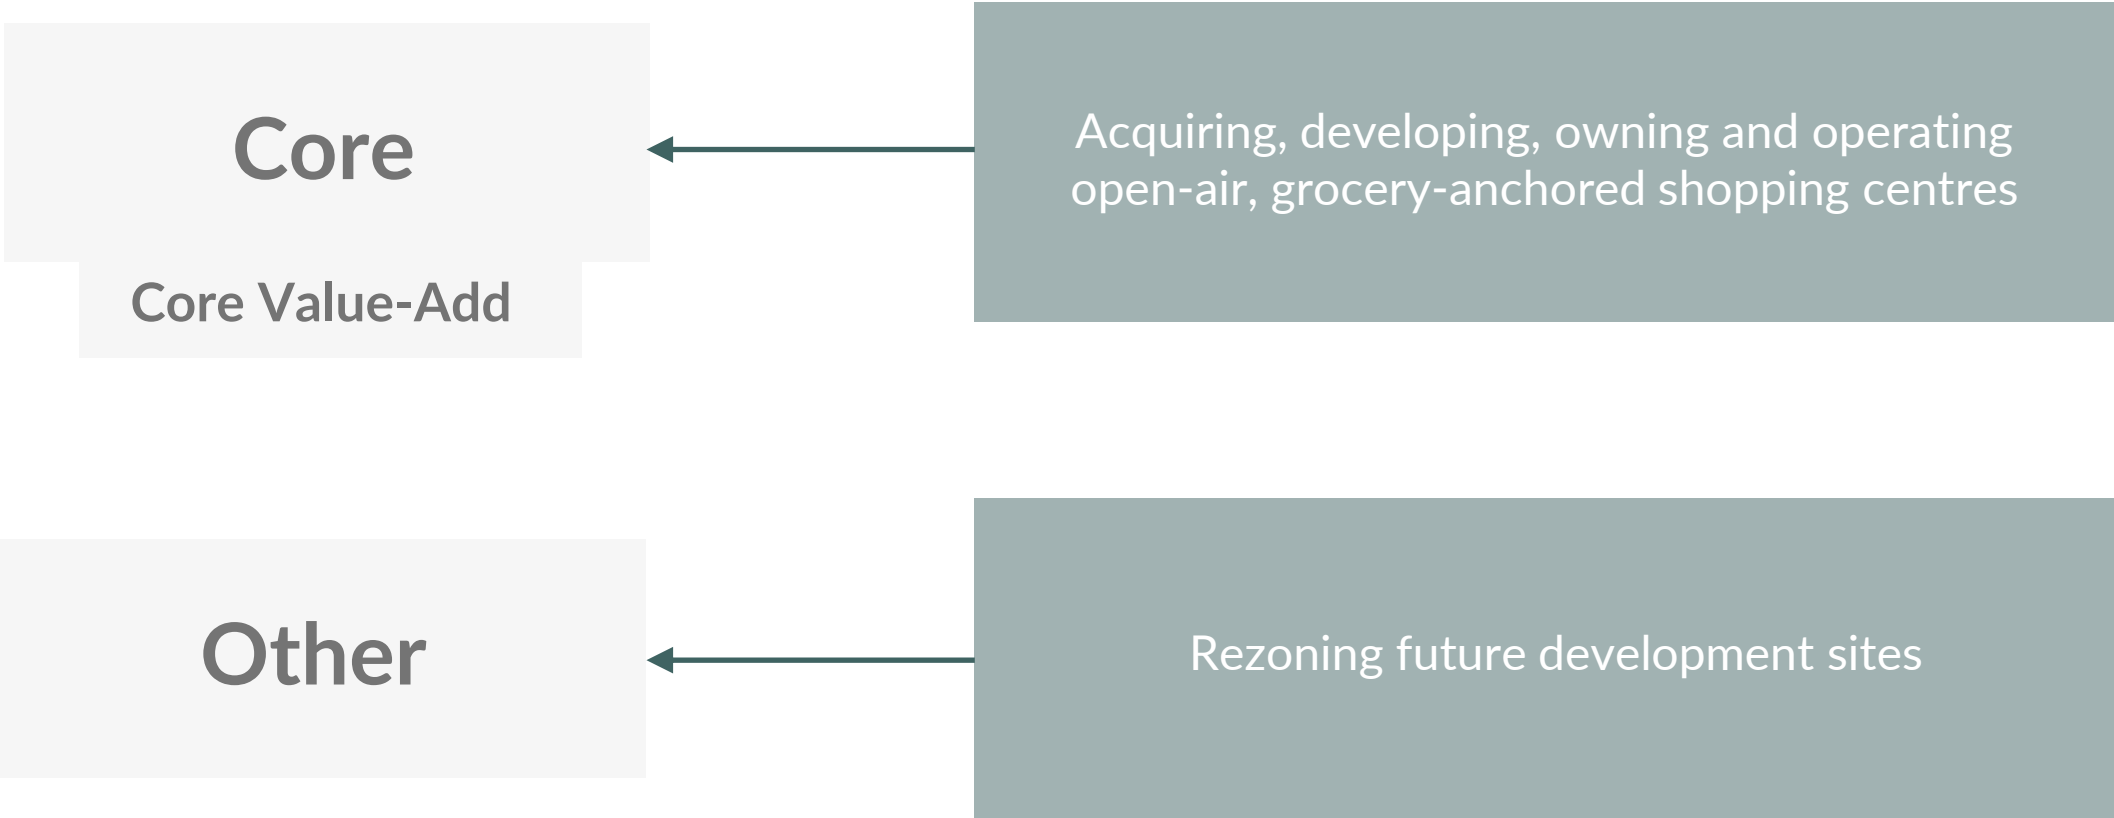 Core
Core Value-Add
Acquiring, developing, owning and operating
open-air, grocery-anchored shopping centres
Other
Rezoning future development sites